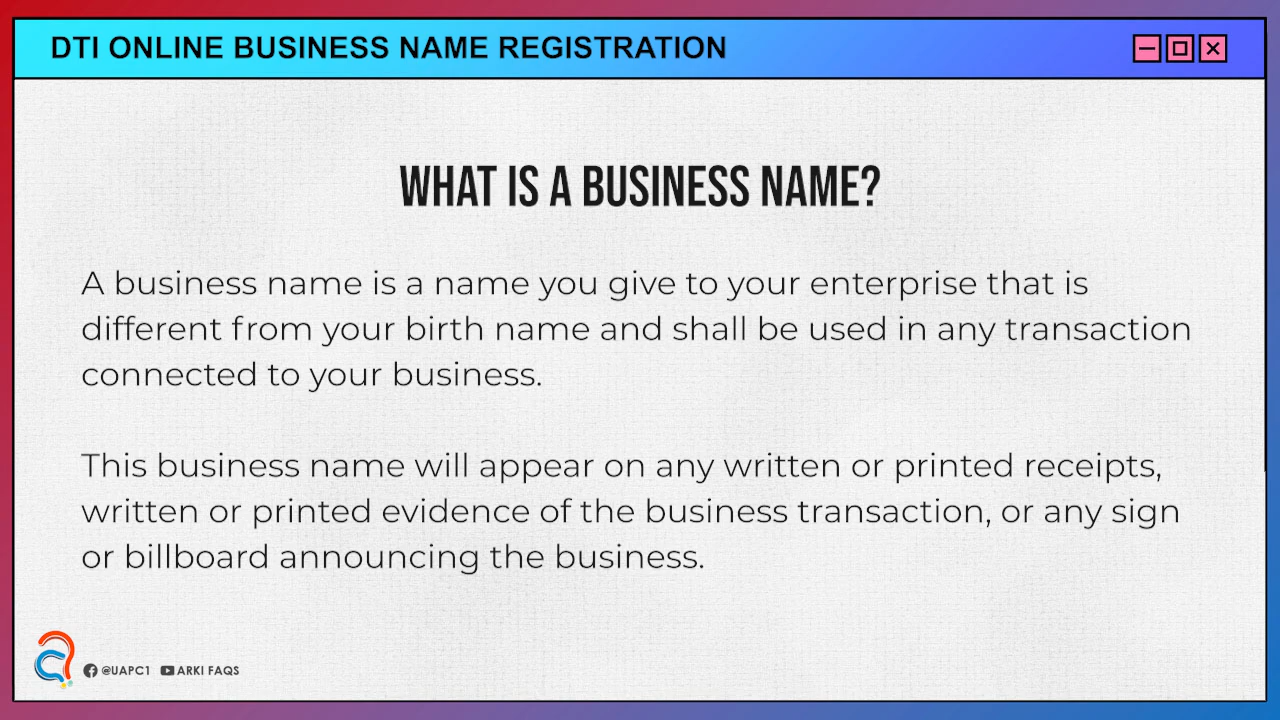 DTI ONLINE BUSINESS NAME REGISTRATION
WHAT IS A BUSINESS NAME?
A business name is a name you give to your enterprise that is
different from your birth name and shall be used in any transaction
connected to your business.
This business name will appear on any written or printed receipts,
written or printed evidence of the business transaction, or any sign
or billboard announcing the business.
@UAPC1 ARKI FAQS